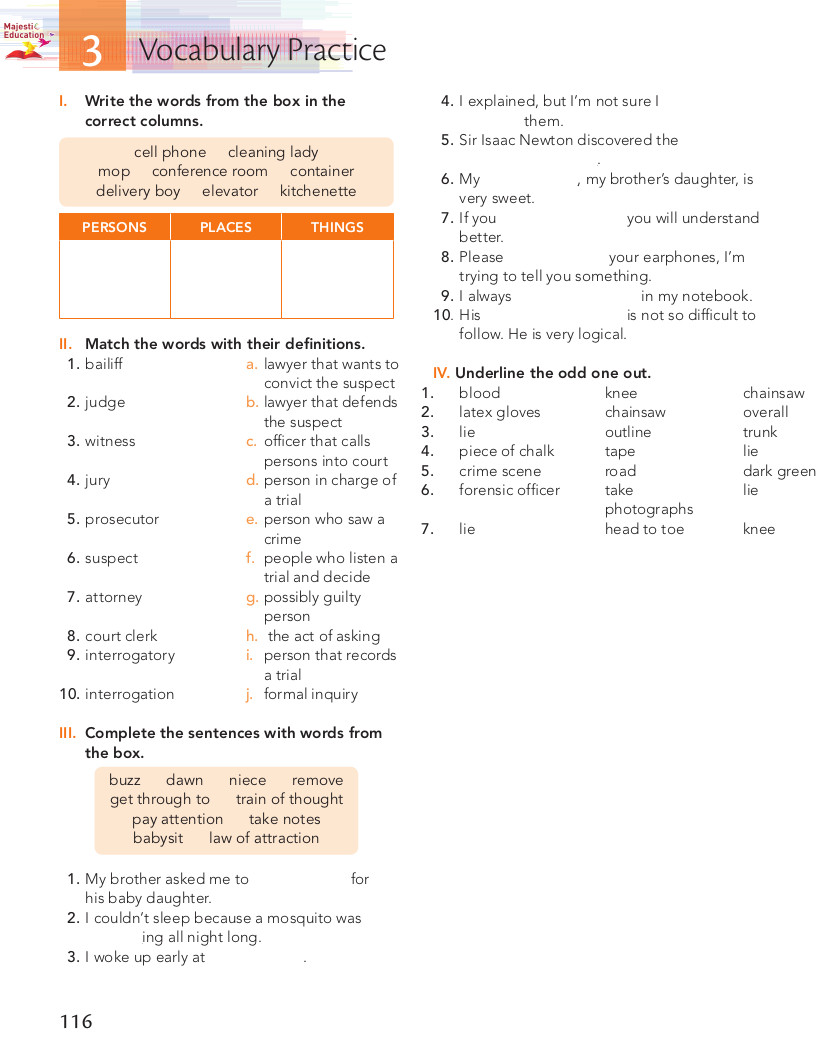 Majestic
Education
3 Vocabulary Practice
I. Write the words from the box in the
correct columns.
cell phone cleaning lady
mop conference room container
delivery boy elevator kitchenette
PERSONS PLACES THINGS
II. Match the words with their definitions.
1. bailiff a. lawyer that wants to
convict the suspect
2. judge b. lawyer that defends
the suspect
3. witness c. officer that calls
persons into court
4. jury d. person in charge of
a trial
5. prosecutor e. person who saw a
crime
6. suspect f. people who listen a
trial and decide
7. attorney g. possibly guilty
person
8. court clerk h. the act of asking
9. interrogatory i. person that records
a trial
10. interrogation j. formal inquiry
III. Complete the sentences with words from
the box.
buzz dawn niece remove
get through to train of thought
pay attention take notes
babysit law of attraction
1. My brother asked me to for
his baby daughter.
2. I couldn’t sleep because a mosquito was
ing all night long.
3. I woke up early at .
4. I explained, but I’m not sure I
them.
5. Sir Isaac Newton discovered the
.
6. My , my brother’s daughter, is
very sweet.
7. If you you will understand
better.
8. Please your earphones, I’m
trying to tell you something.
9. I always in my notebook.
10. His is not so difficult to
follow. He is very logical.
IV. Underline the odd one out.
1. blood knee chainsaw
2. latex gloves chainsaw overall
3. lie outline trunk
4. piece of chalk tape lie
5. crime scene road dark green
6. forensic officer take lie
photographs
7. lie head to toe knee
116